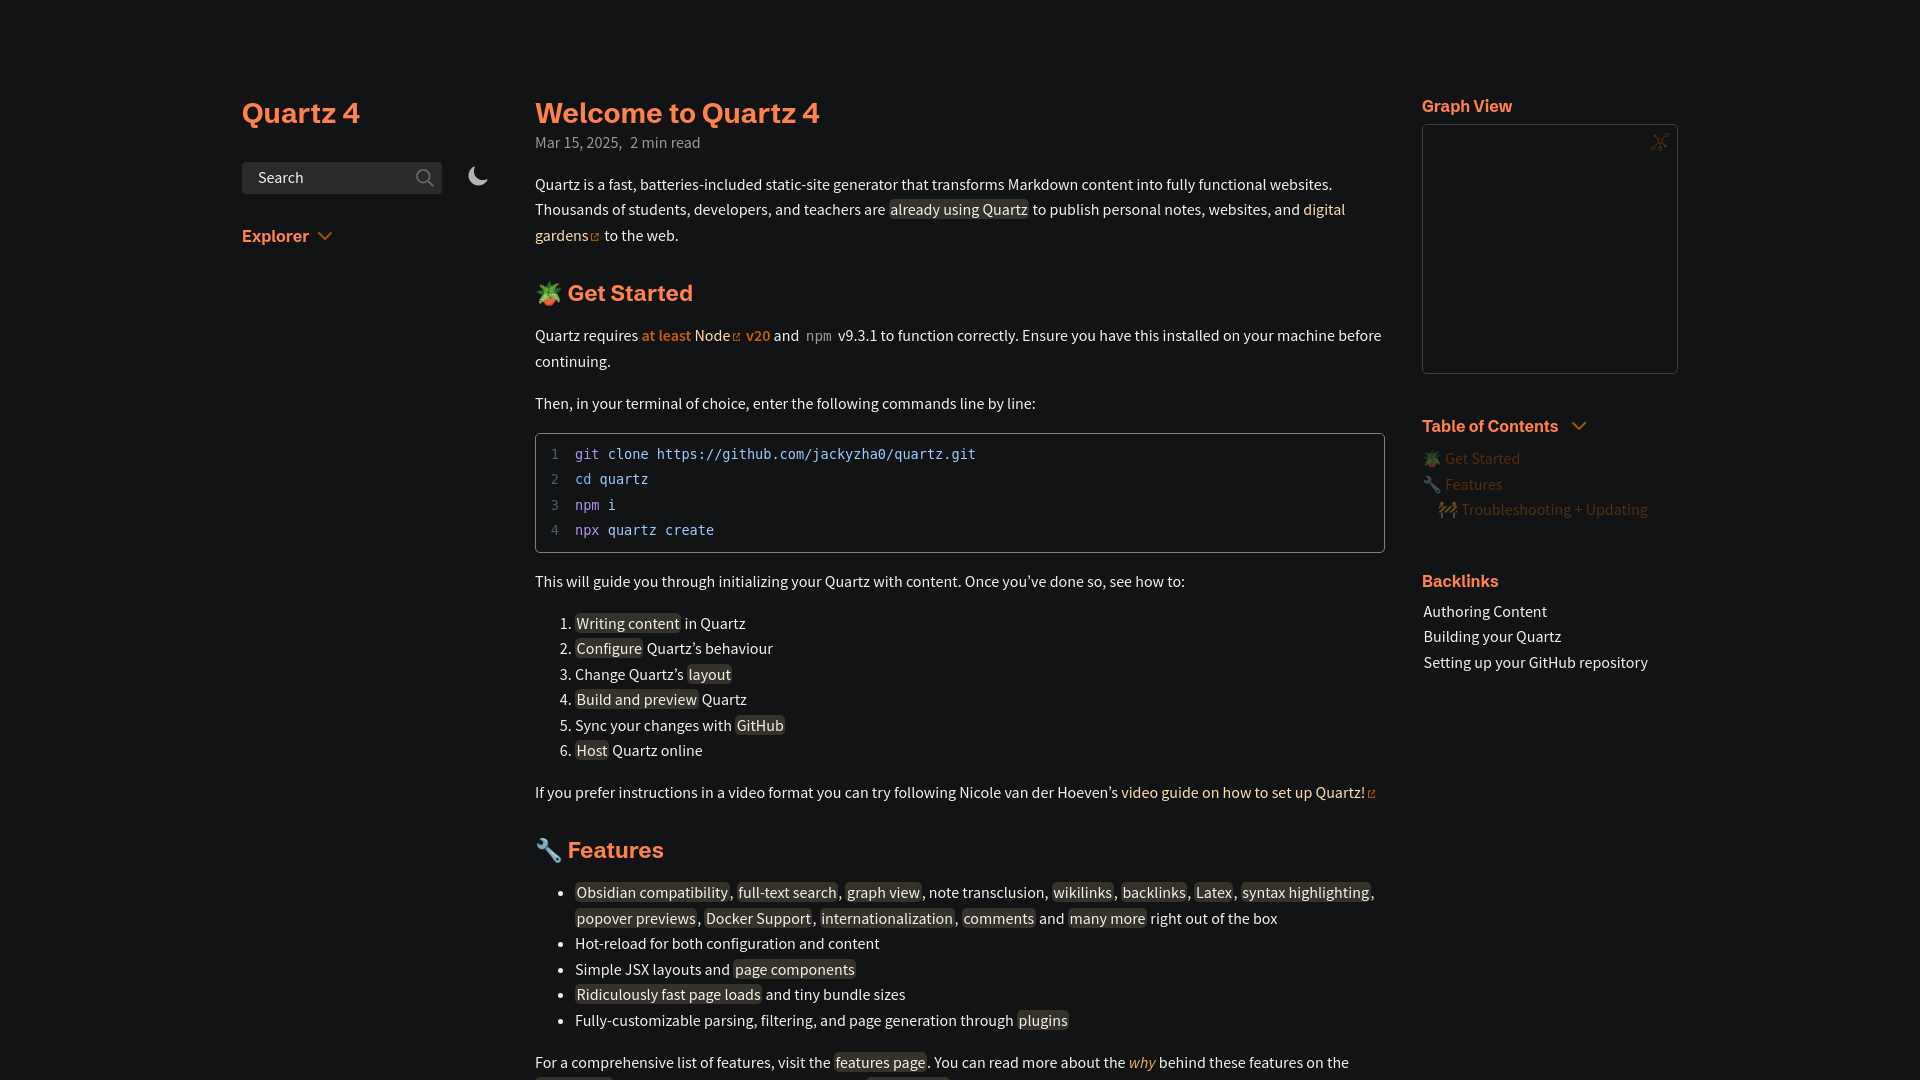 Quartz 4
Search
Explorer
Welcome to Quartz 4
Mar 15, 2025, 2 min read
Quartz is a fast, batteries-included static-site generator that transforms Markdown content into fully functional websites.
Thousands of students, developers, and teachers are already using Quartz to publish personal notes, websites, and digital
gardens to the web.
🪴 Get Started
Quartz requires at least Node v20 and npm v9.3.1 to function correctly. Ensure you have this installed on your machine before
continuing.
Then, in your terminal of choice, enter the following commands line by line:
1 git clone https://github.com/jackyzha0/quartz.git
2 cd quartz
3 npm i
4 npx quartz create
This will guide you through initializing your Quartz with content. Once you’ve done so, see how to:
1. Writing content in Quartz
2. Configure Quartz’s behaviour
3. Change Quartz’s layout
4. Build and preview Quartz
5. Sync your changes with GitHub
6. Host Quartz online
If you prefer instructions in a video format you can try following Nicole van der Hoeven’s video guide on how to set up Quartz!
🔧 Features
• Obsidian compatibility, full-text search, graph view, note transclusion, wikilinks, backlinks, Latex, syntax highlighting,
popover previews, Docker Support, internationalization, comments and many more right out of the box
• Hot-reload for both configuration and content
• Simple JSX layouts and page components
• Ridiculously fast page loads and tiny bundle sizes
• Fully-customizable parsing, filtering, and page generation through plugins
For a comprehensive list of features, visit the features page. You can read more about the why behind these features on the
Graph View
Table of Contents
🪴 Get Started
🔧 Features
🚧 Troubleshooting + Updating
Backlinks
Authoring Content
Building your Quartz
Setting up your GitHub repository